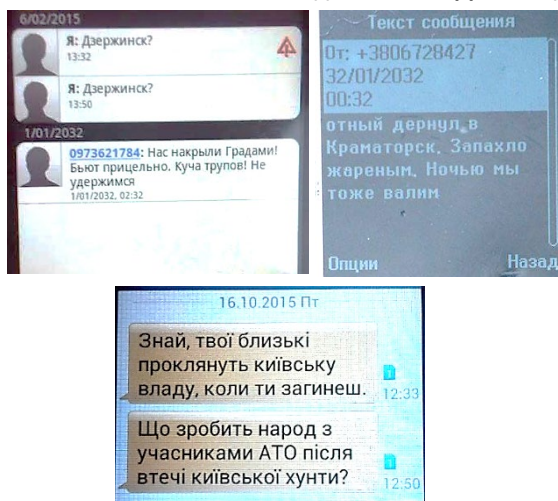 6/02/2015
Я: Дзержинск?
13:32
Я: Дзержинск?
13:50
1/01/2032
0973621784: Нас накрыли Градами!
Бьют прицельно. Куча трупов! Не
удержимся
1/01/2032, 02:32
Текст сообщения
От: +3806728427
32/01/2032
00:32
отный дернул в
Краматорск. Запахло
жареным. Ночью мы
тоже валим
Опции
Назад
16.10.2015 Пт
Знай, твої близькі
проклянуть київську
владу, коли ти загинеш.
12:33
Що зробить народ з
учасниками АТО після
втечі київської хунти?
12:50